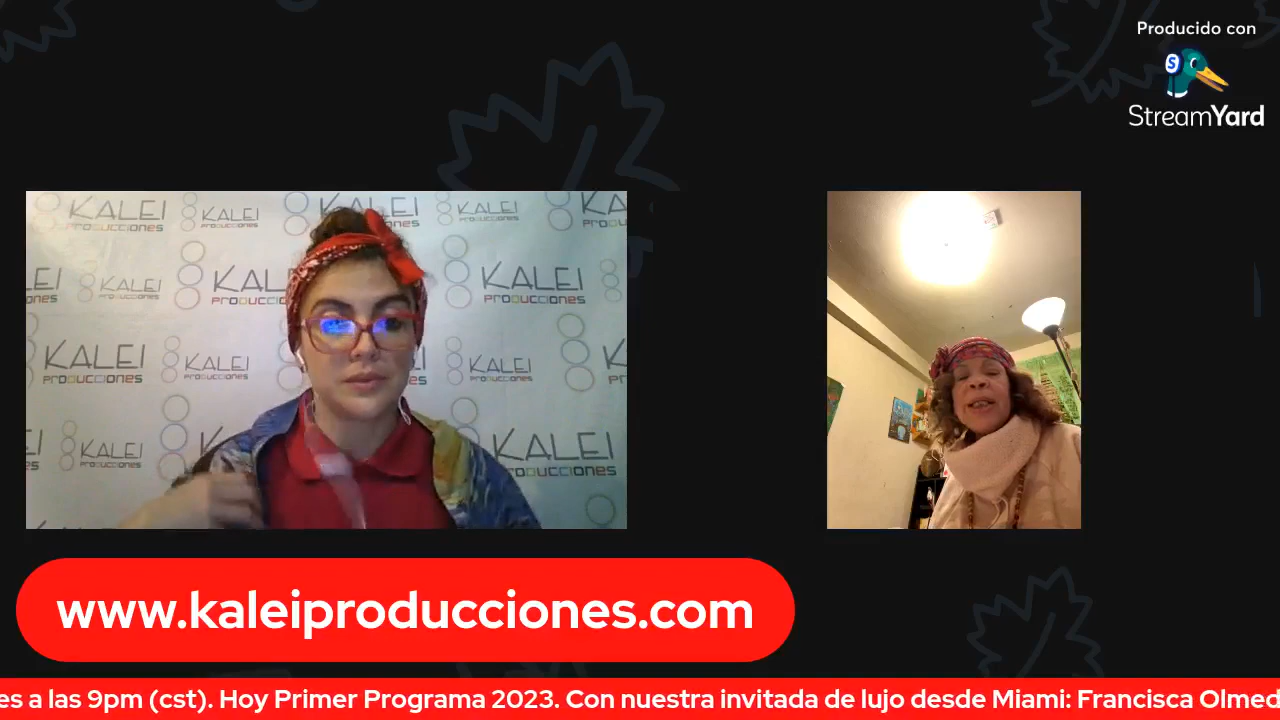 Producido con
StreamYard
KALEI
Producciones
www.kaleiproducciones.com
es a las 9pm (cst). Hoy Primer Programa 2023. Con nuestra invitada de lujo desde Miami: Francisca Olmed